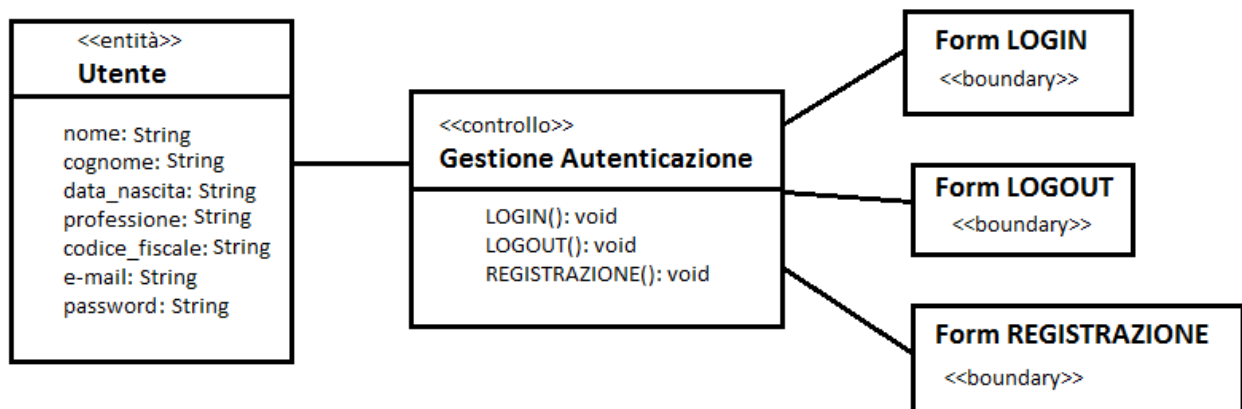 <<entità>>
Utente
nome: String
cognome: String
data_nascita: String
professione: String
codice_fiscale: String
e-mail: String
password: String
<<controllo>>
Gestione Autenticazione
LOGIN(): void
LOGOUT(): void
REGISTRAZIONE(): void
Form LOGIN
<<boundary>>
Form LOGOUT
<<boundary>>
Form REGISTRAZIONE
<<boundary>>